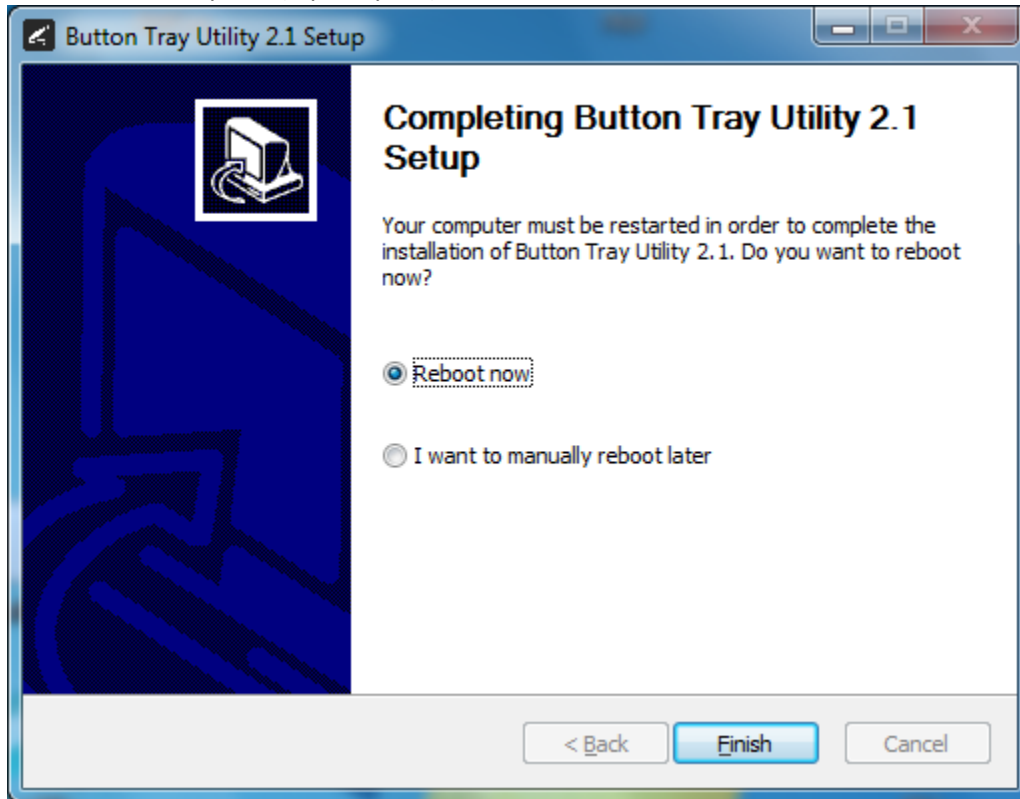 Button Tray Utility 2.1 Setup
Completing Button Tray Utility 2.1
Setup
Your computer must be restarted in order to complete the
installation of Button Tray Utility 2.1. Do you want to reboot
now?
Reboot now
I want to manually reboot later
< Back
Finish
Cancel